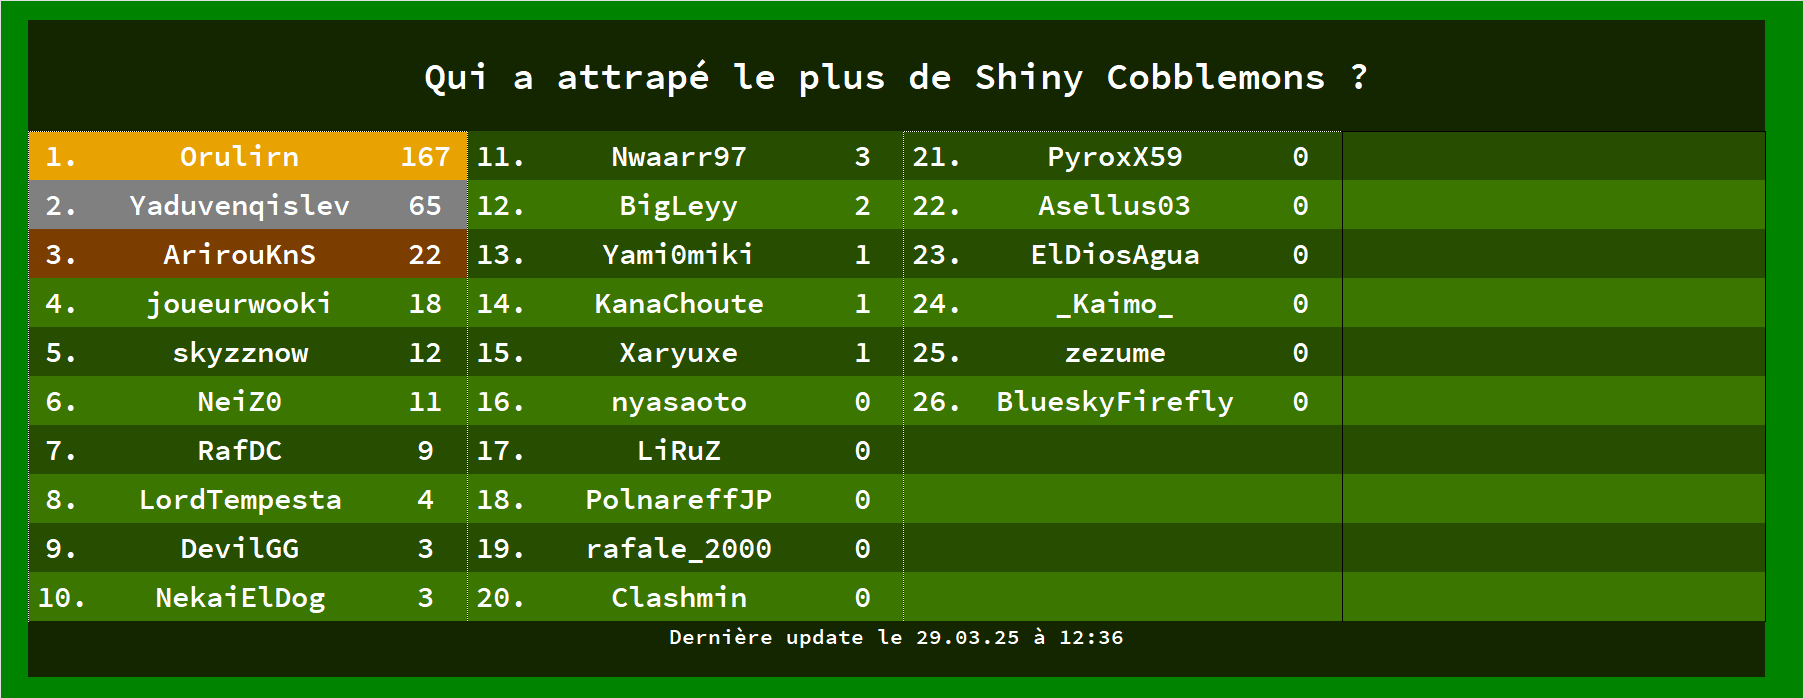 Qui a attrapé le plus de Shiny Cobblemons ?
1. Orulirn 167 11. Nwaarr97 3 21. PyroxX59 0
2. Yaduvenqislev 65 12. BigLeyy 2 22. Asellus03 0
3. ArirouKnS 22 13. Yami0miki 1 23. ElDiosAgua 0
4. joueurwooki 18 14. KanaChoute 1 24. _Kaimo_ 0
5. skyzznow 12 15. Xaryuxe 1 25. zezume 0
6. NeiZ0 11 16. nyasaoto 0 26. BlueskyFirefly 0
7. RafDC 9 17. LiRuZ 0
8. LordTempesta 4 18. PolnareffJP 0
9. DevilGG 3 19. rafale_2000 0
10. NekaiElDog 3 20. Clashmin 0
Dernière update le 29.03.25 à 12:36